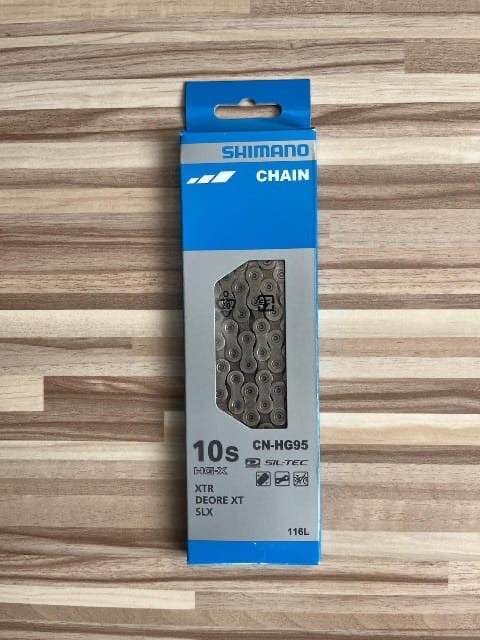 SHIMANO
CHAIN
10s
CN-HG95
HG-X
SIL-TEC
XTR
DEORE XT
SLX
116L